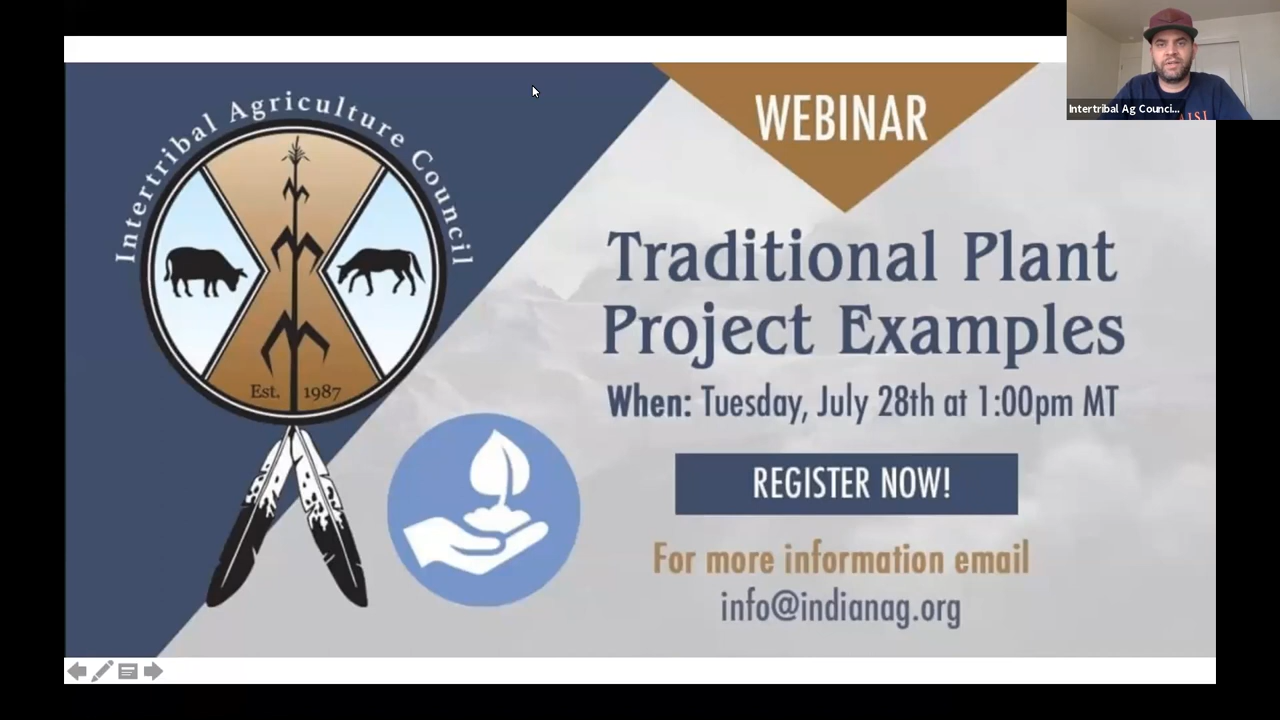 Intertribal Agriculture Council
Est. 1987
WEBINAR
Traditional Plant
Project Examples
When: Tuesday, July 28th at 1:00pm MT
REGISTER NOW!
For more information email
info@indianag.org
Intertribal Ag Counci...